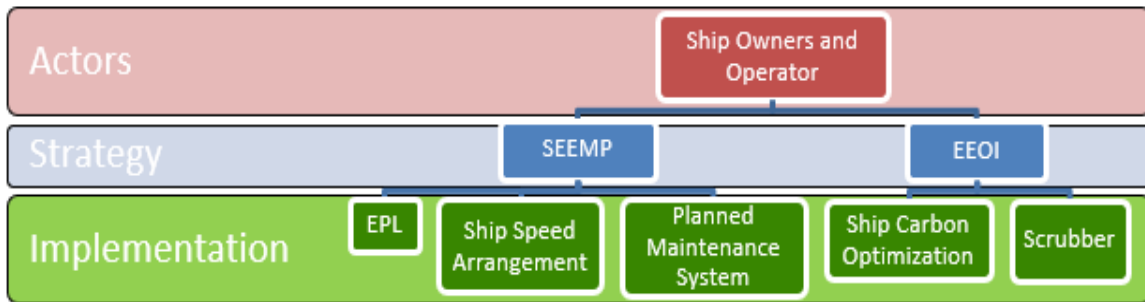 Actors
Ship Owners and
Operator
Strategy
SEEMP
EEOI
Implementation
EPL
Ship Speed
Arrangement
Planned
Maintenance
System
Ship Carbon
Optimization
Scrubber